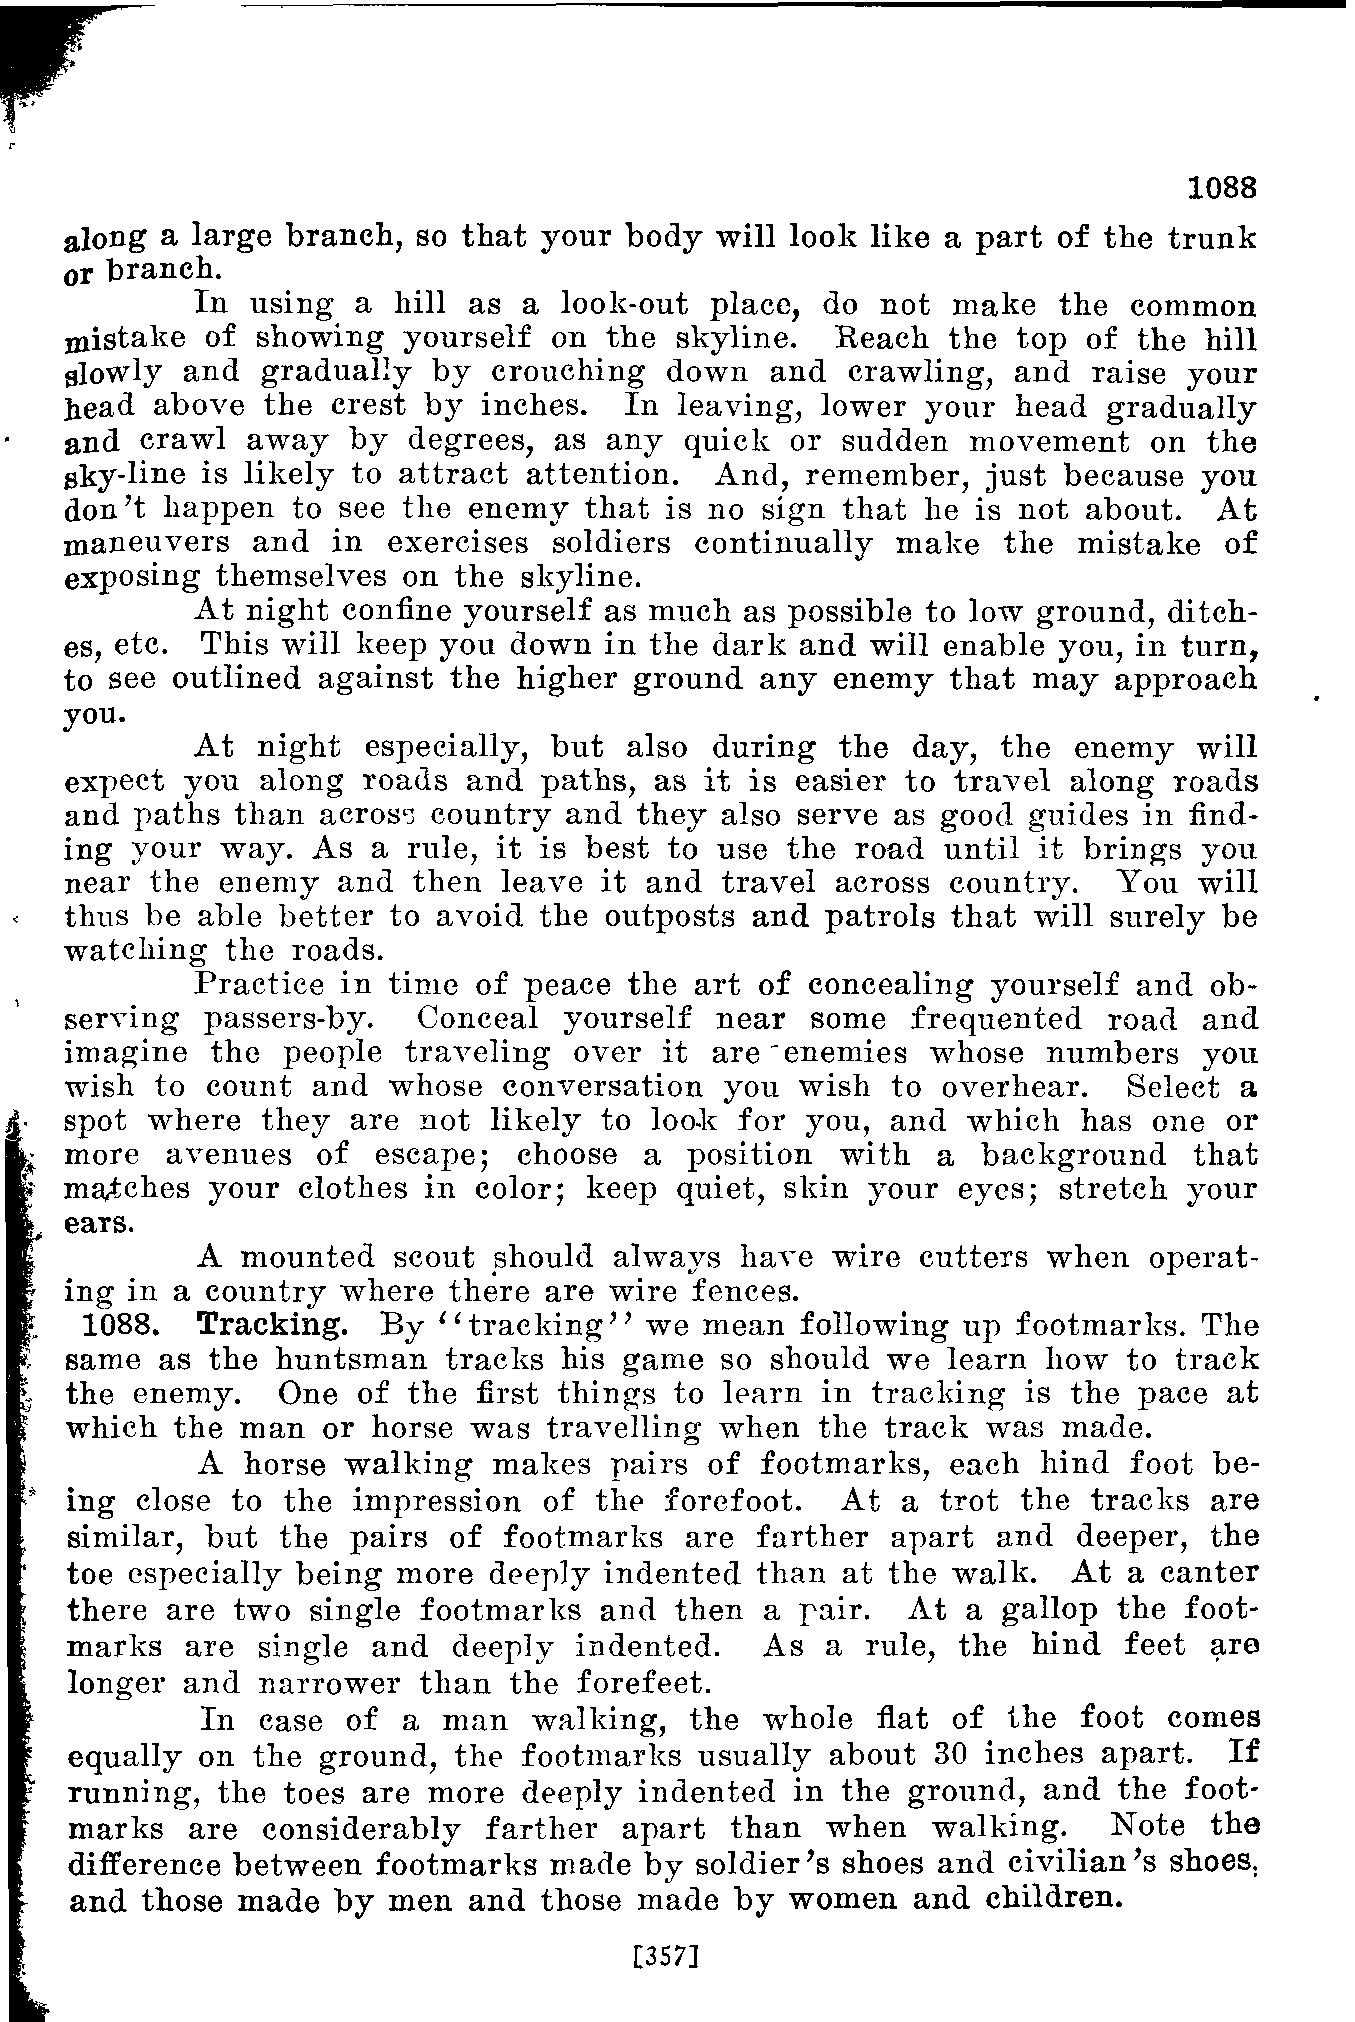 1088
along a large branch, so that your body will look like a part of the trunk
or branch.
In using a hill as a look-out place, do not make the common
mistake of showing yourself on the skyline. Reach the top of the hill
slowly and gradually by crouching down and crawling, and raise your
head above the crest by inches. In leaving, lower your head gradually
and crawl away by degrees, as any quick or sudden movement on the
sky-line is likely to attract attention. And, remember, just because you
don't happen to see the enemy that is no sign that he is not about. At
maneuvers and in exercises soldiers continually make the mistake of
exposing themselves on the skyline.
At night confine yourself as much as possible to low ground, ditch-
es, etc. This will keep you down in the dark and will enable you, in turn,
to see outlined against the higher ground any enemy that may approach
you.
At night especially, but also during the day, the enemy will
expect you along roads and paths, as it is easier to travel along roads
and paths than across country and they also serve as good guides in find-
ing your way. As a rule, it is best to use the road until it brings you
near the enemy and then leave it and travel across country. You will
thus be able better to avoid the outposts and patrols that will surely be
watching the roads.
Practice in time of peace the art of concealing yourself and ob-
serving passers-by. Conceal yourself near some frequented road and
imagine the people traveling over it are enemies whose numbers you
wish to count and whose conversation you wish to overhear. Select a
spot where they are not likely to look for you, and which has one or
more avenues of escape; choose a position with a background that
matches your clothes in color; keep quiet, skin your eyes; stretch your
ears.
A mounted scout should always have wire cutters when operat-
ing in a country where there are wire fences.
1088. Tracking. By "tracking" we mean following up footmarks. The
same as the huntsman tracks his game so should we learn how to track
the enemy. One of the first things to learn in tracking is the pace at
which the man or horse was travelling when the track was made.
A horse walking makes pairs of footmarks, each hind foot be-
ing close to the impression of the forefoot. At a trot the tracks are
similar, but the pairs of footmarks are farther apart and deeper, the
toe especially being more deeply indented than at the walk. At a canter
there are two single footmarks and then a pair. At a gallop the foot-
marks are single and deeply indented. As a rule, the hind feet are
longer and narrower than the forefeet.
In case of a man walking, the whole flat of the foot comes
equally on the ground, the footmarks usually about 30 inches apart. If
running, the toes are more deeply indented in the ground, and the foot-
marks are considerably farther apart than when walking. Note the
difference between footmarks made by soldier's shoes and civilian's shoes,
and those made by men and those made by women and children.
[357]